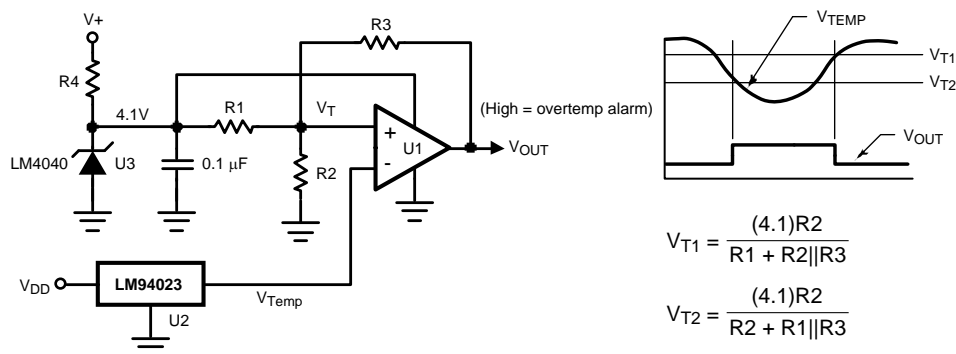 V+
R4
4.1V
R1
R3
V_T
LM4040
U3
0.1 μF
R2
+
-
U1
(High = overtemp alarm)
V_OUT
V_DD
LM94023
U2
V_Temp
V_TEMP
V_T1
V_T2
V_OUT
V_T1 = (4.1)R2 / R1 + R2||R3
V_T2 = (4.1)R2 / R2 + R1||R3